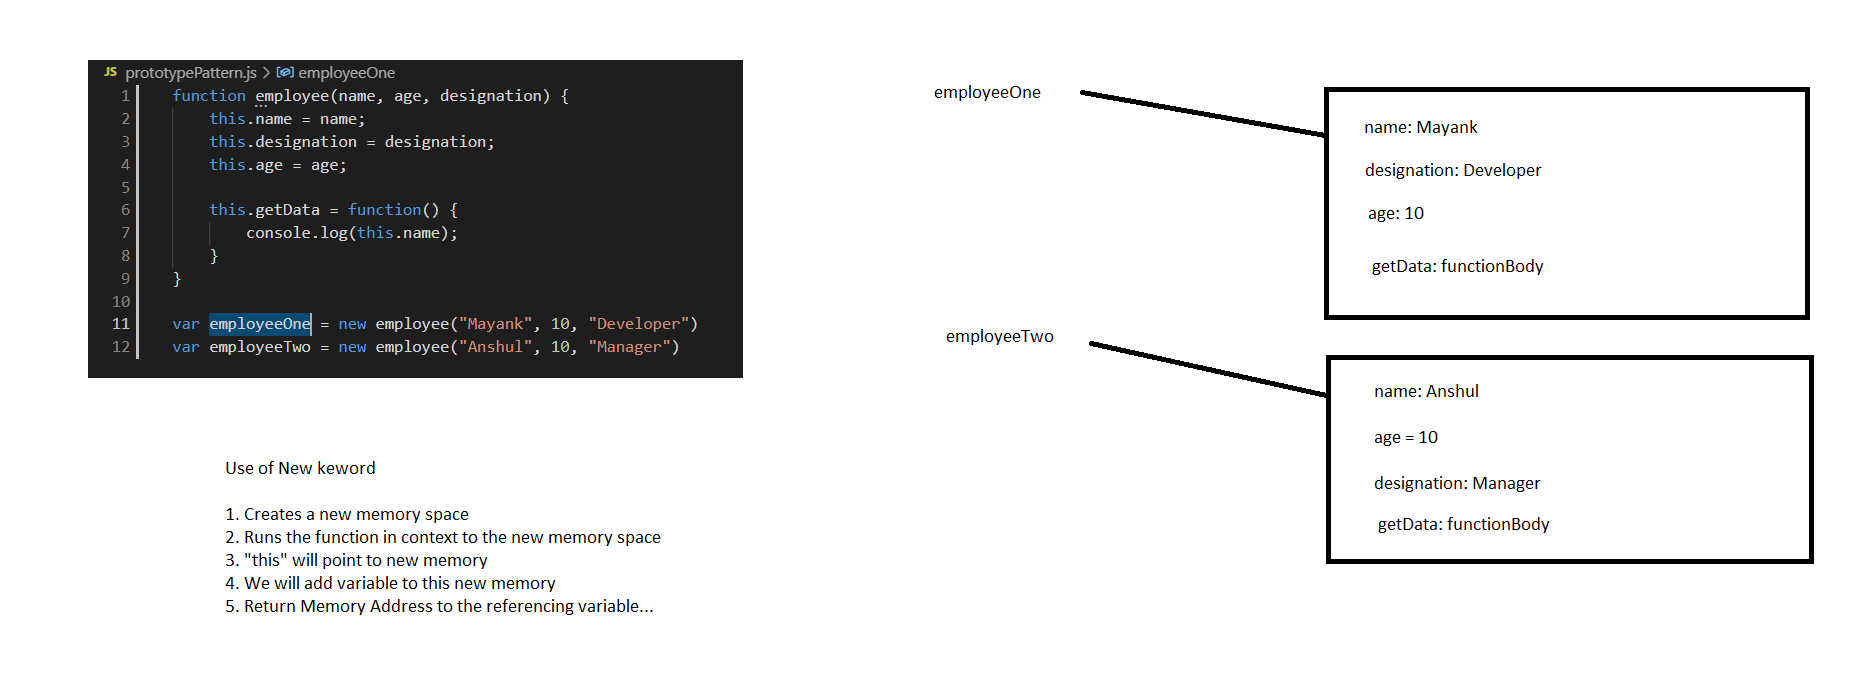 JS prototypePattern.js > employeeOne
1 function employee(name, age, designation) {
2 this.name = name;
3 this.designation = designation;
4 this.age = age;
5
6 this.getData = function() {
7 console.log(this.name);
8 }
9 }
10
11 var employeeOne = new employee("Mayank", 10, "Developer")
12 var employeeTwo = new employee("Anshul", 10, "Manager")
Use of New keword
1. Creates a new memory space
2. Runs the function in context to the new memory space
3. "this" will point to new memory
4. We will add variable to this new memory
5. Return Memory Address to the referencing variable...
employeeOne
name: Mayank
designation: Developer
age: 10
getData: functionBody
employeeTwo
name: Anshul
age = 10
designation: Manager
getData: functionBody